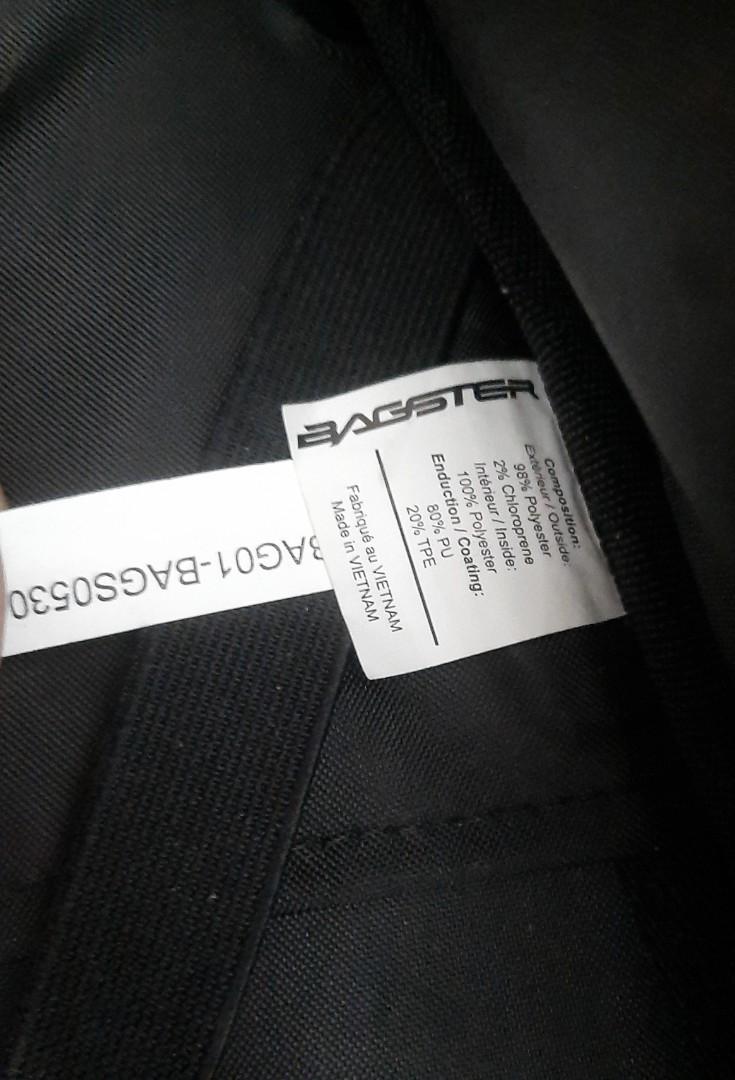 BAGSTER
Composition:
Extérieur / Outside:
98% Polyester
2% Chloroprene
Intérieur / Inside:
100% Polyester
Enduction / Coating:
80% PU
20% TPE
Fabriqué au VIETNAM
Made in VIETNAM
BAG01-BAGS0530